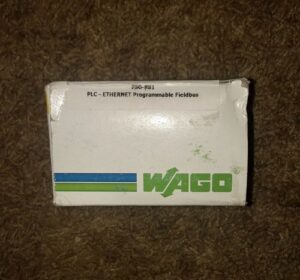 750-881
PLC - ETHERNET Programmable Fieldbus
WAGO